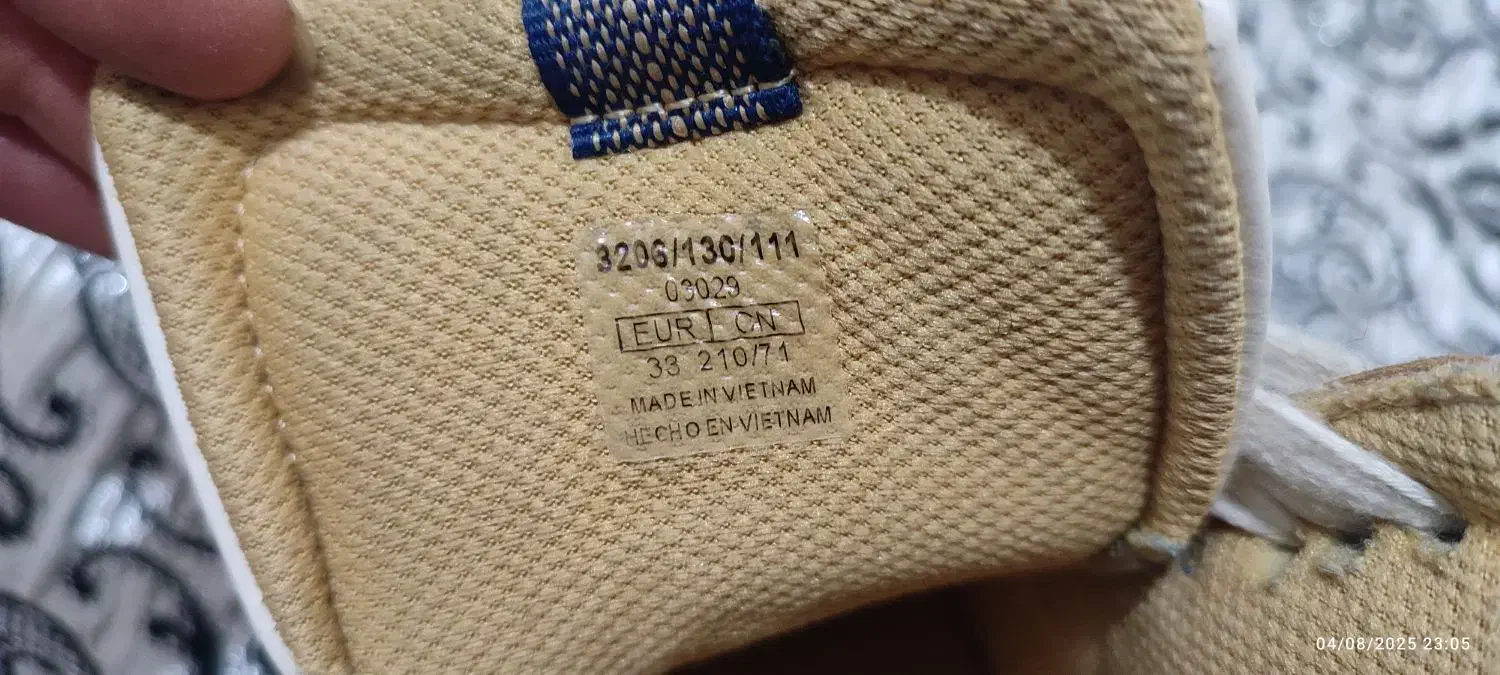 3206/130/111
03029
EUR CN
33 210/71
MADE IN VIETNAM
HECHO EN VIETNAM
04/08/2025 23:05